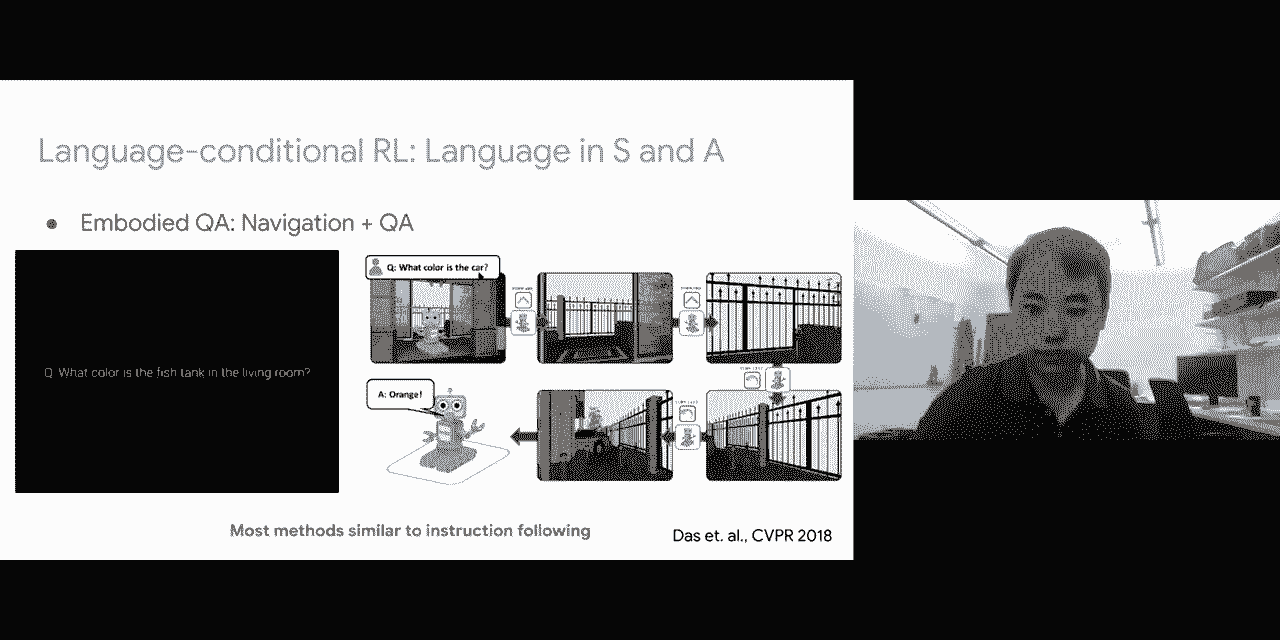 Language-conditional RL: Language in S and A
● Embodied QA: Navigation + QA
Q: What color is the car?
Q: What color is the fish tank in the living room?
A: Orange!
Most methods similar to instruction following
Das et. al., CVPR 2018